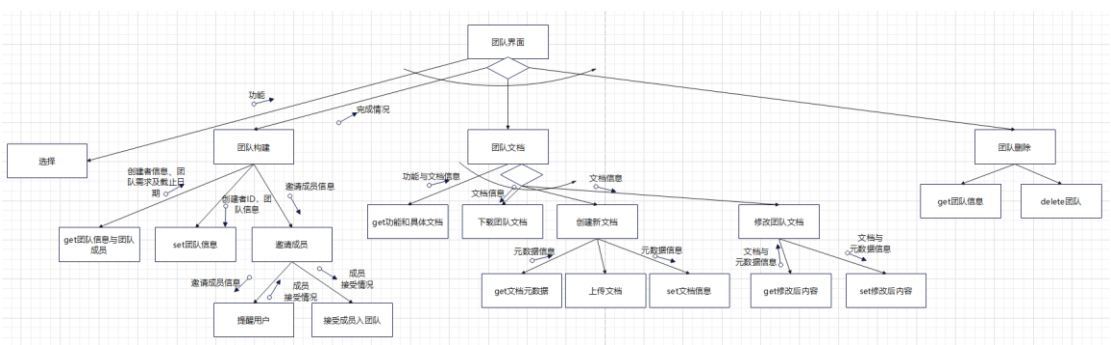 团队界面
功能
完成情况
选择
团队构建
团队文档
团队删除
创建者信息、团
队需求及截止日
期
创建者ID，团
队信息
邀请成员信息
功能与文档信息
文档信息
文档信息
get团队信息与团队
成员
set团队信息
邀请成员
get功能和具体文档
下载团队文档
创建新文档
修改团队文档
get团队信息
delete团队
邀请成员信息
成员
接受情况
成员
接受情况
元数据信息
元数据信息
文档与
元数据信息
文档与
元数据信息
提醒用户
接受成员入团队
get文档元数据
上传文档
set文档信息
get修改后内容
set修改后内容